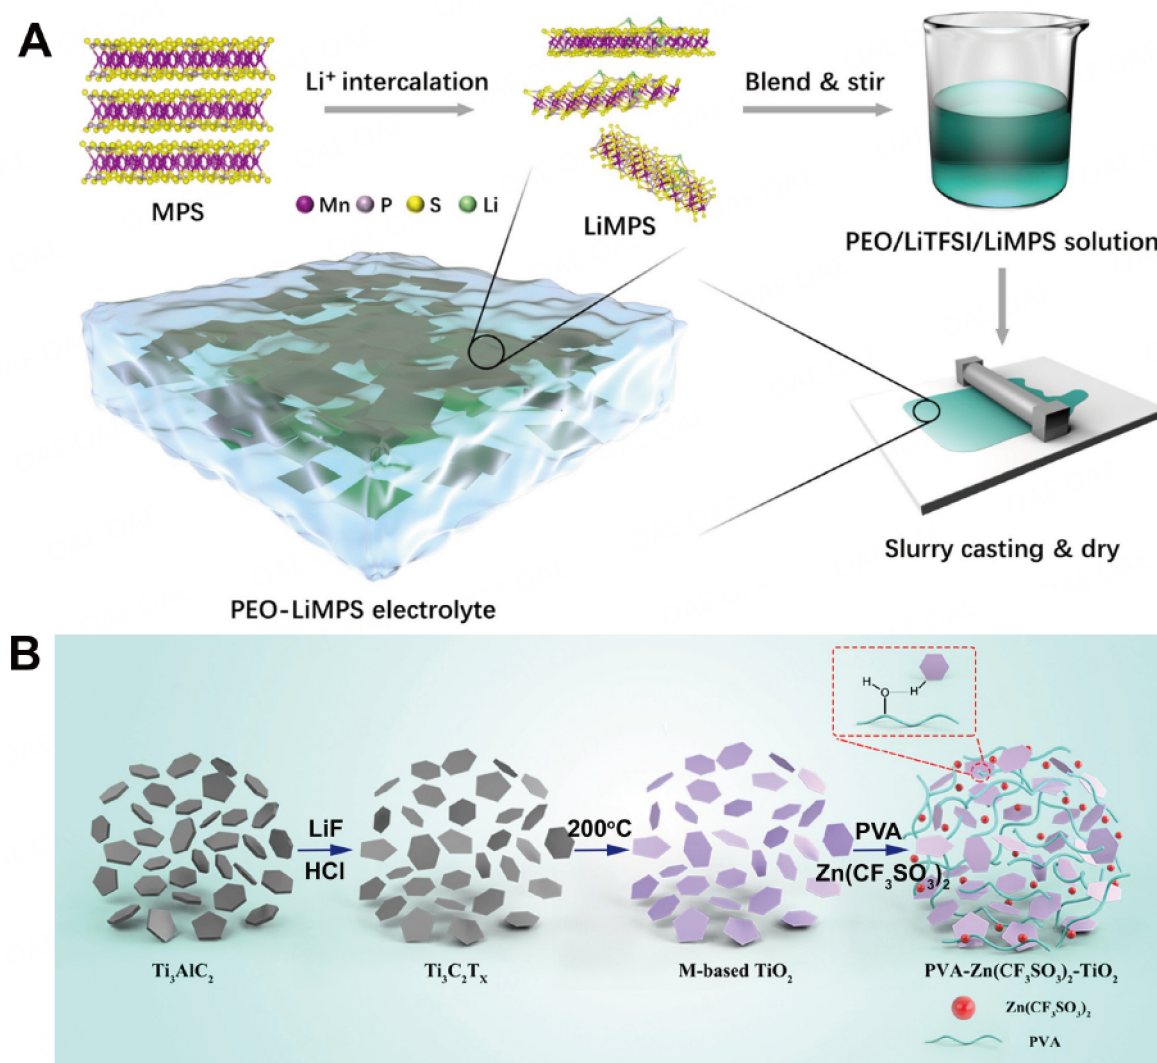 A
Li⁺ intercalation
Blend & stir
MPS
Mn P S Li
LiMPS
PEO/LiTFSI/LiMPS solution
Slurry casting & dry
PEO-LiMPS electrolyte
B
H
O
H
LiF
HCl
200°C
PVA
Zn(CF₃SO₃)₂
Ti₃AlC₂
Ti₃C₂Tₓ
M-based TiO₂
PVA-Zn(CF₃SO₃)₂-TiO₂
Zn(CF₃SO₃)₂
PVA